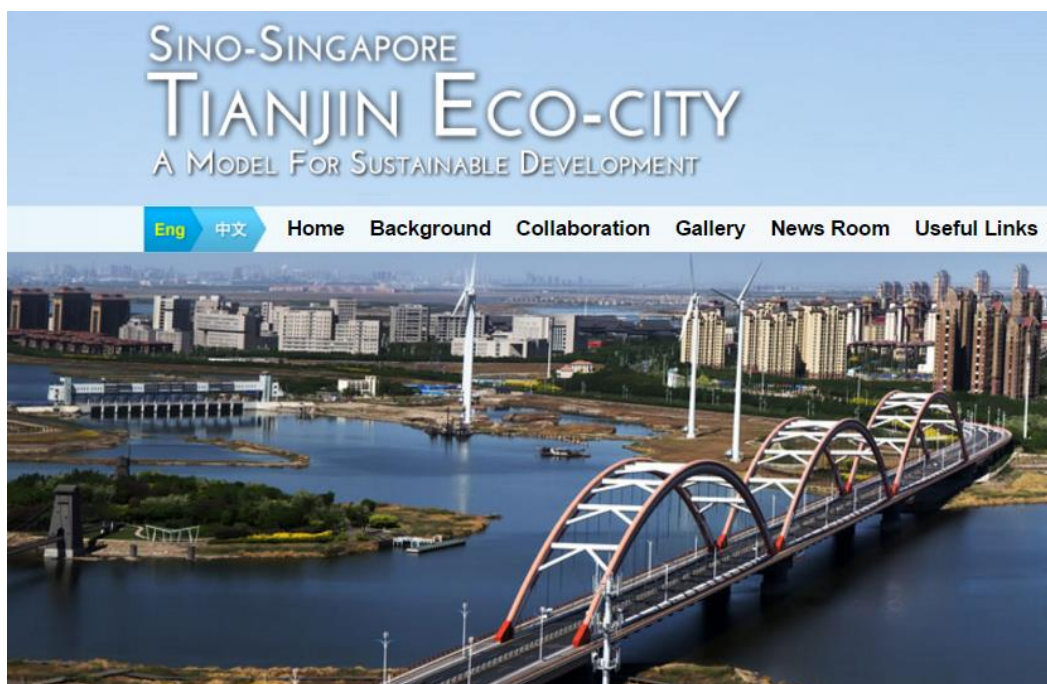 Sino-Singapore
Tianjin Eco-city
A Model For Sustainable Development
Eng 中文 Home Background Collaboration Gallery News Room Useful Links